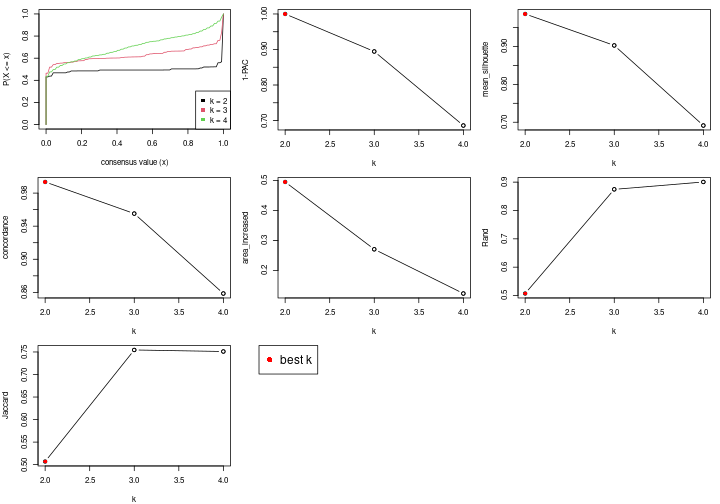 P(X <= x)
1.0
0.8
0.6
0.4
0.2
0.0
k = 2
k = 3
k = 4
0.0 0.2 0.4 0.6 0.8 1.0
consensus value (x)
1-PAC
1.00
0.90
0.80
0.70
2.0 2.5 3.0 3.5 4.0
k
mean_silhouette
0.90
0.80
0.70
2.0 2.5 3.0 3.5 4.0
k
concordance
0.98
0.94
0.90
0.86
2.0 2.5 3.0 3.5 4.0
k
area_increased
0.5
0.4
0.3
0.2
2.0 2.5 3.0 3.5 4.0
k
Rand
0.9
0.8
0.7
0.6
0.5
2.0 2.5 3.0 3.5 4.0
k
Jaccard
0.75
0.70
0.65
0.60
0.55
0.50
2.0 2.5 3.0 3.5 4.0
k
best k